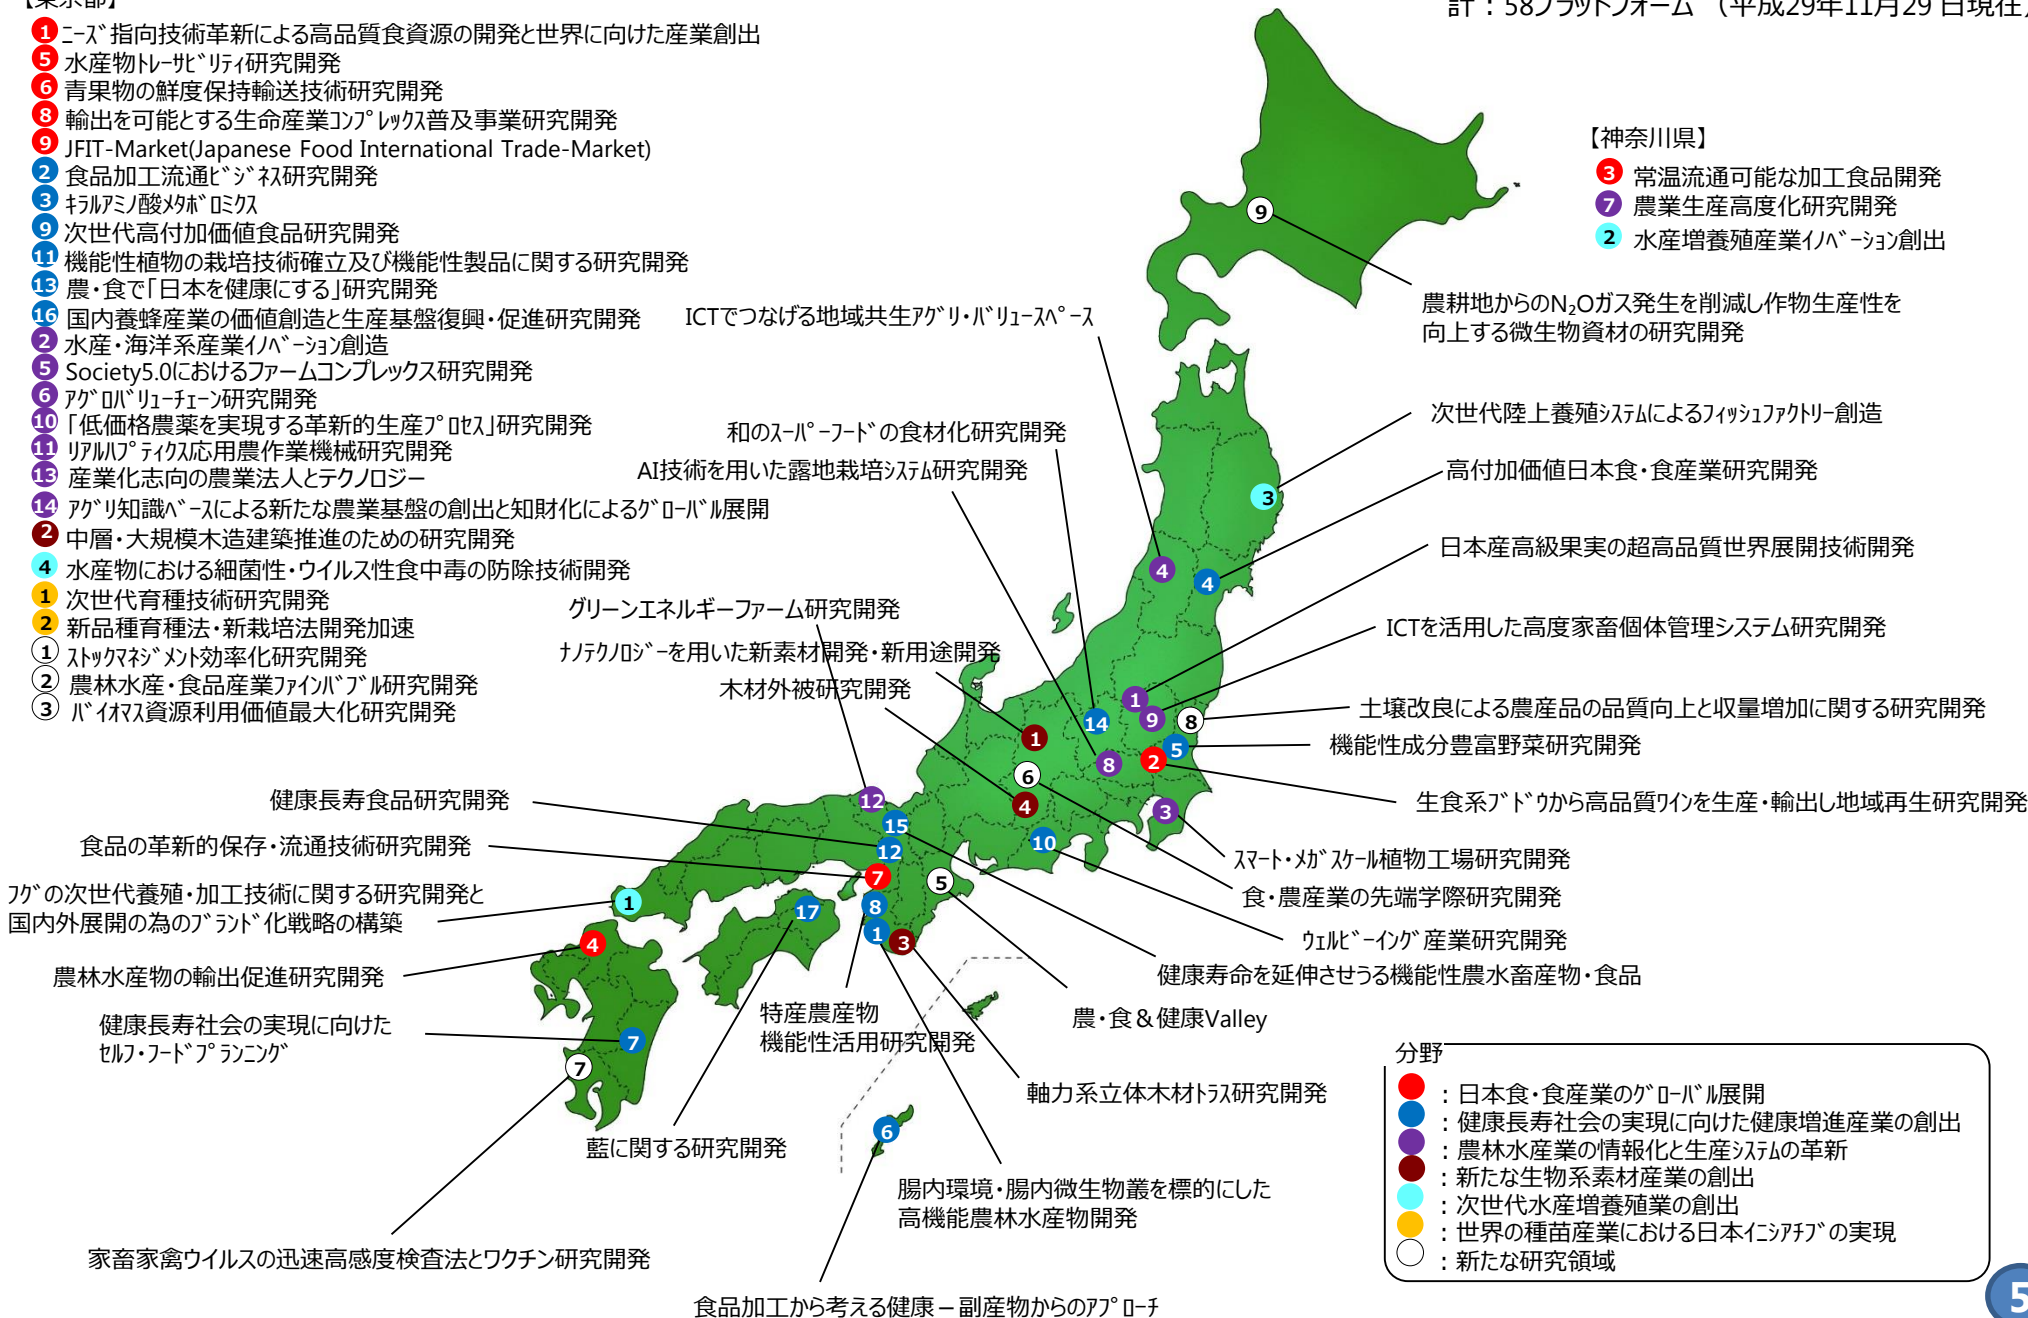 【東京都】
計：58プラットフォーム （平成29年11月29日現在）
1 ニーズ指向技術革新による高品質食資源の開発と世界に向けた産業創出
5 水産物トレーサビリティ研究開発
6 青果物の鮮度保持輸送技術研究開発
8 輸出を可能とする生命産業コンプレックス普及事業研究開発
9 JFIT-Market(Japanese Food International Trade-Market)
2 食品加工流通ビジネス研究開発
3 キラルアミノ酸メタボロミクス
9 次世代高付加価値食品研究開発
11 機能性植物の栽培技術確立及び機能性製品に関する研究開発
13 農・食で「日本を健康にする」研究開発
16 国内養蜂産業の価値創造と生産基盤復興・促進研究開発
2 水産・海洋系産業イノベーション創造
5 Society5.0におけるファームコンプレックス研究開発
6 アグロバリューチェーン研究開発
10 「低価格農薬を実現する革新的生産プロセス」研究開発
11 リアルハプティクス応用農作業機械研究開発
13 産業化志向の農業法人とテクノロジー
14 アグリ知識ベースによる新たな農業基盤の創出と知財化によるグローバル展開
2 中層・大規模木造建築推進のための研究開発
4 水産物における細菌性・ウイルス性食中毒の防除技術開発
1 次世代育種技術研究開発
2 新品種育種法・新栽培法開発加速
1 ストックマネジメント効率化研究開発
2 農林水産・食品産業ファインバブル研究開発
3 バイオマス資源利用価値最大化研究開発
【神奈川県】
3 常温流通可能な加工食品開発
7 農業生産高度化研究開発
2 水産増養殖産業イノベーション創出
9
農耕地からのN₂Oガス発生を削減し作物生産性を
向上する微生物資材の研究開発
ICTでつなげる地域共生アグリ・バリュースペース
次世代陸上養殖システムによるフィッシュファクトリー創造
和のスーパーフードの食材化研究開発
高付加価値日本食・食産業研究開発
AI技術を用いた露地栽培システム研究開発
3
日本産高級果実の超高品質世界展開技術開発
4
4
グリーンエネルギーファーム研究開発
ICTを活用した高度家畜個体管理システム研究開発
ナノテクノロジーを用いた新素材開発・新用途開発
木材外被研究開発
1
14
9
8
土壌改良による農産品の品質向上と収量増加に関する研究開発
1
5
機能性成分豊富野菜研究開発
8
2
6
生食系ブドウから高品質ワインを生産・輸出し地域再生研究開発
健康長寿食品研究開発
12
4
3
15
10
食品の革新的保存・流通技術研究開発
12
スマート・メガスケール植物工場研究開発
7
5
食・農産業の先端学際研究開発
フグの次世代養殖・加工技術に関する研究開発と
国内外展開の為のブランド化戦略の構築
1
17
8
1
3
ウェルビーイング産業研究開発
4
農林水産物の輸出促進研究開発
健康寿命を延伸させうる機能性農水畜産物・食品
特産農産物
機能性活用研究開発
農・食＆健康Valley
健康長寿社会の実現に向けた
セルフ・フードプランニング
7
7
軸力系立体木材トラス研究開発
6
藍に関する研究開発
腸内環境・腸内微生物叢を標的にした
高機能農林水産物開発
家畜家禽ウイルスの迅速高感度検査法とワクチン研究開発
食品加工から考える健康－副産物からのアプローチ
分野
：日本食・食産業のグローバル展開
：健康長寿社会の実現に向けた健康増進産業の創出
：農林水産業の情報化と生産システムの革新
：新たな生物系素材産業の創出
：次世代水産増養殖業の創出
：世界の種苗産業における日本イニシアチブの実現
：新たな研究領域
5